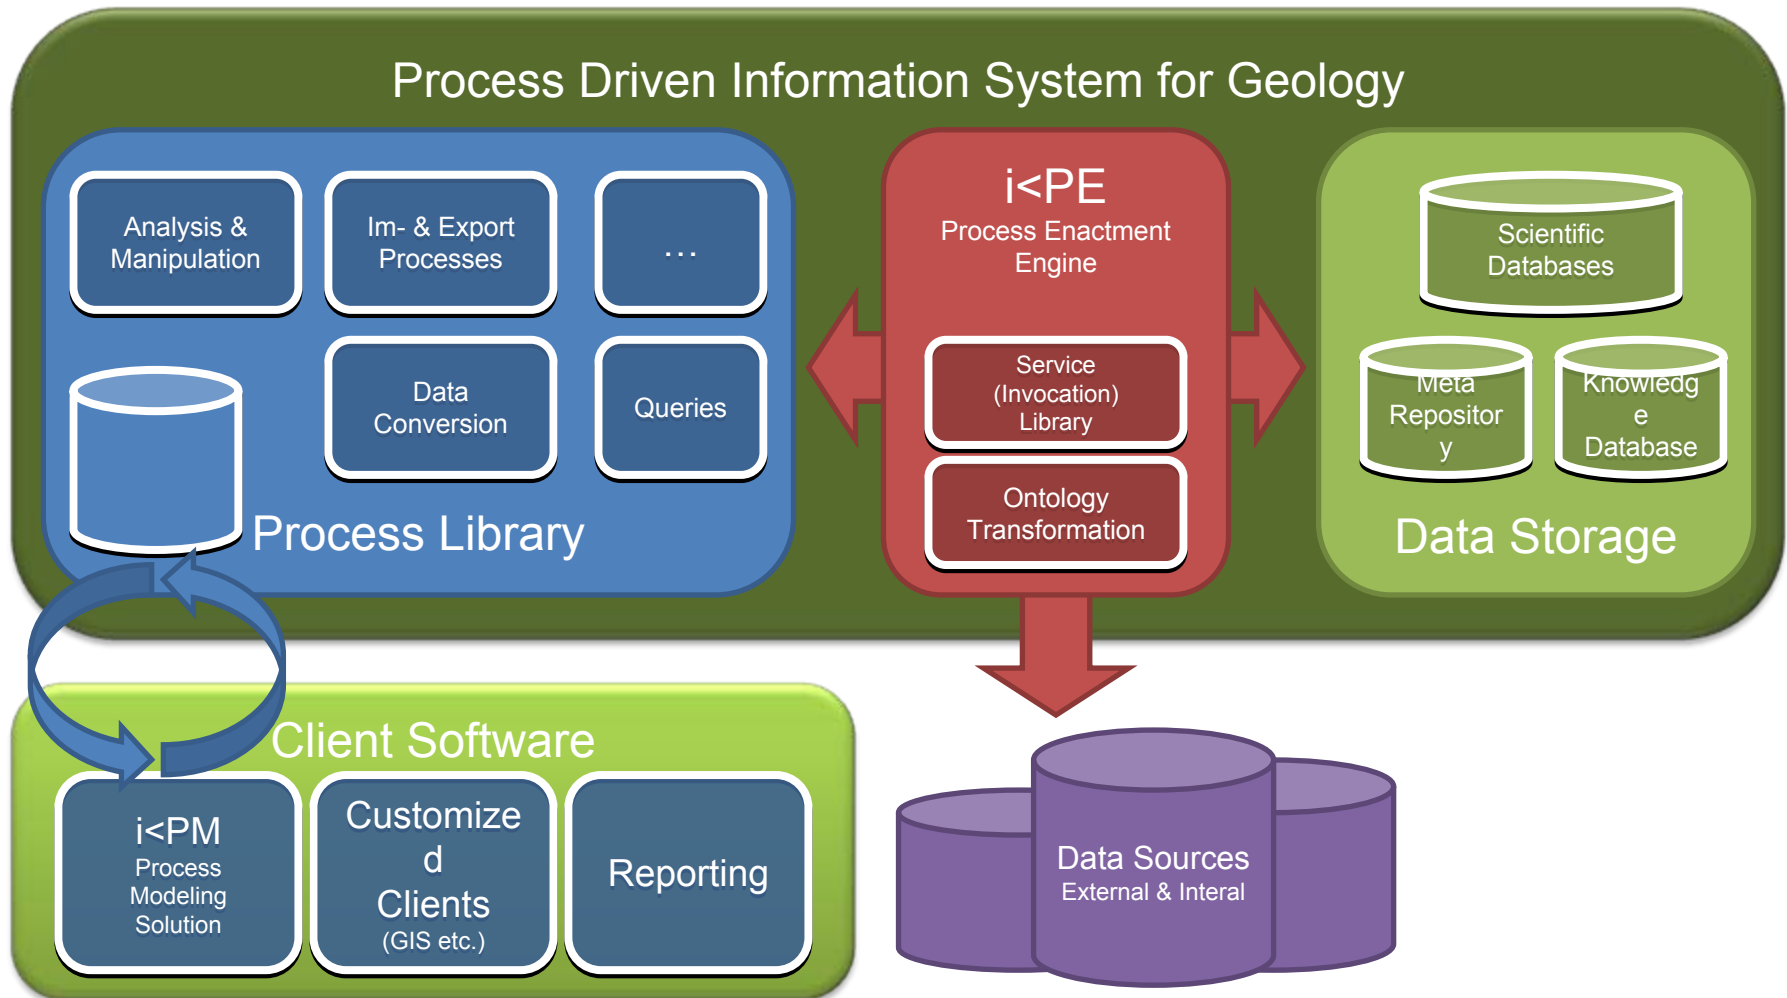 Process Driven Information System for Geology
Analysis &
Manipulation
Im- & Export
Processes
...
Data
Conversion
Queries
Process Library
i<PE
Process Enactment
Engine
Service
(Invocation)
Library
Ontology
Transformation
Scientific
Databases
Meta
Repositor
y
Knowledg
e
Database
Data Storage
Client Software
i<PM
Process
Modeling
Solution
Customize
d
Clients
(GIS etc.)
Reporting
Data Sources
External & Interal